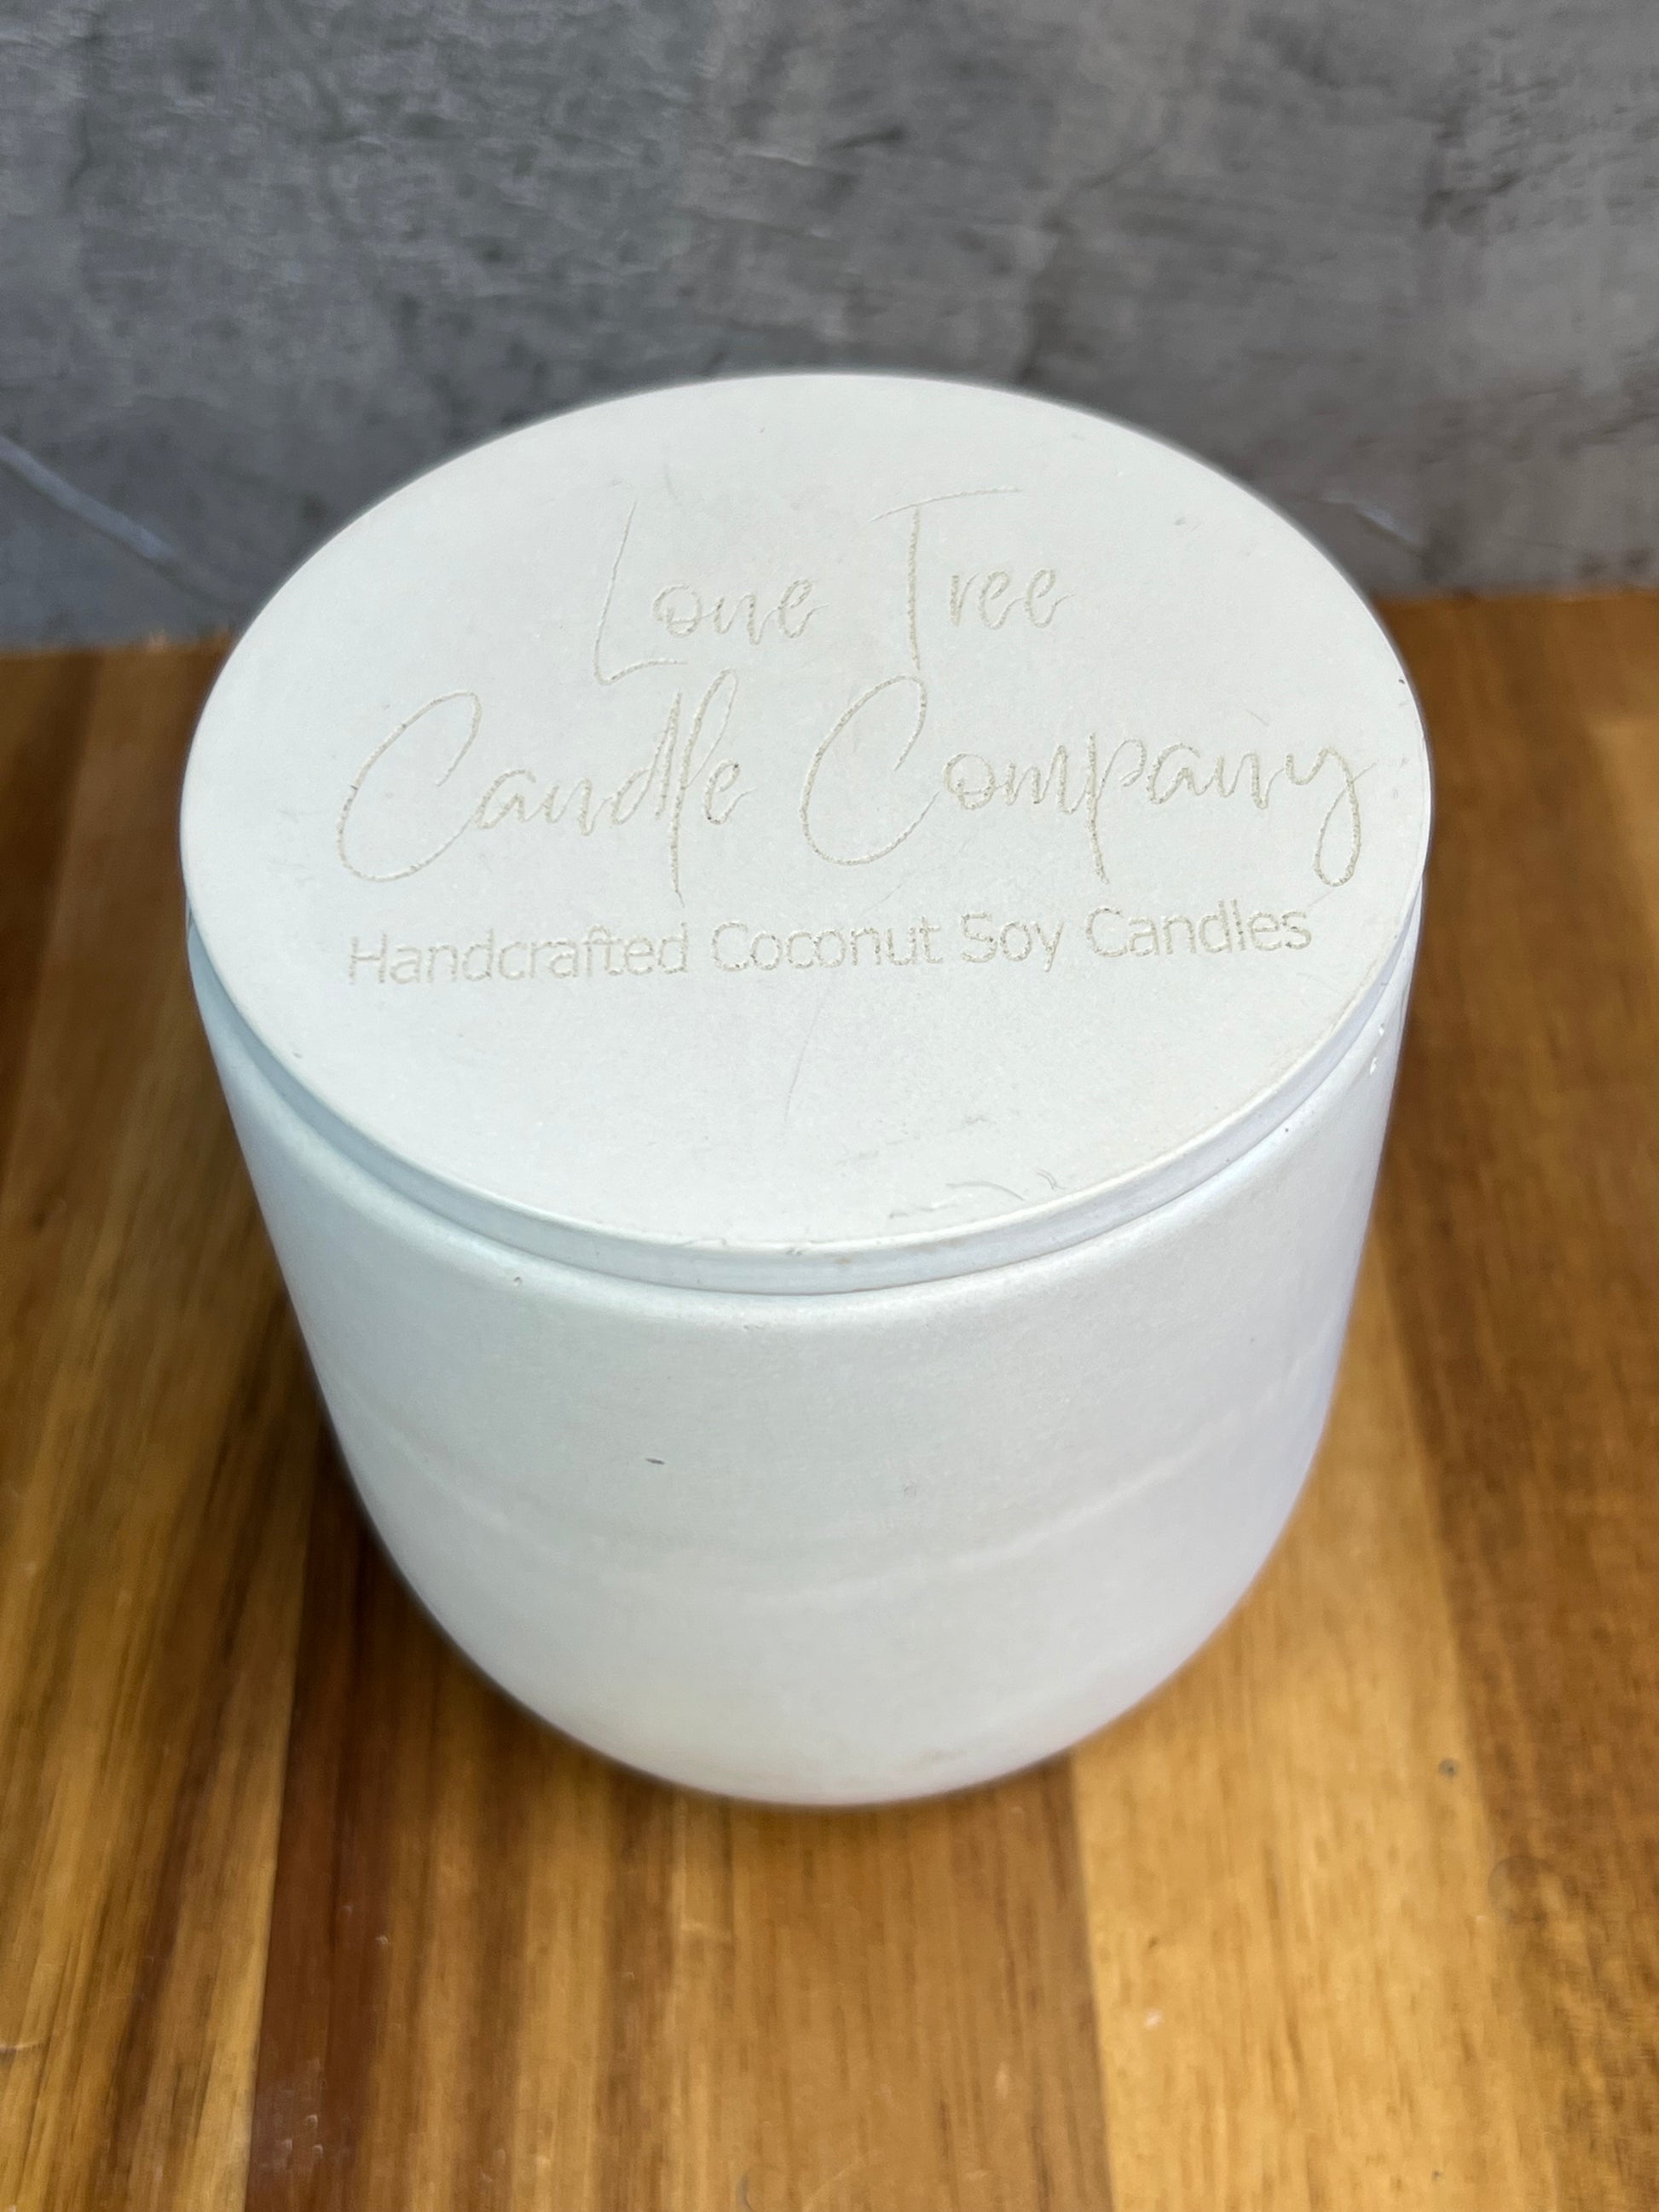 Lone Tree
Candle Company
Handcrafted Coconut Soy Candles